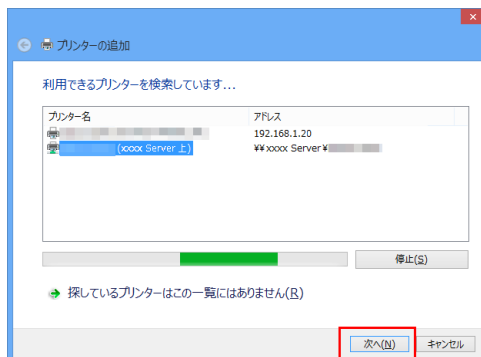 プリンターの追加
利用できるプリンターを検索しています...
プリンター名 アドレス
192.168.1.20
(xxxx Server 上) ¥¥ xxxx Server ¥
停止(S)
探しているプリンターはこの一覧にはありません(R)
次へ(N) キャンセル